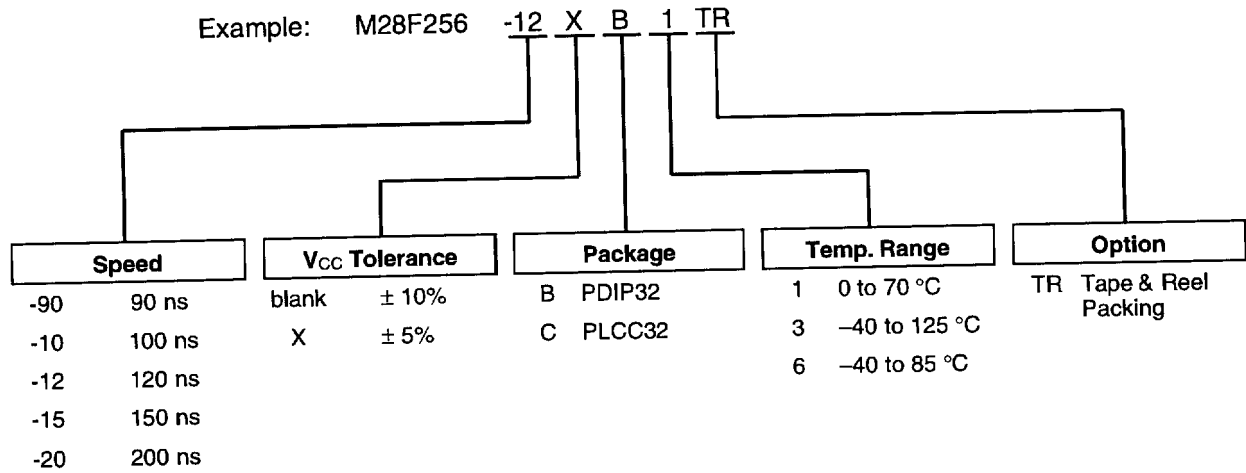 Example: M28F256 -12 X B 1 TR
Speed
-90 90 ns
-10 100 ns
-12 120 ns
-15 150 ns
-20 200 ns
VCC Tolerance
blank ± 10%
X ± 5%
Package
B PDIP32
C PLCC32
Temp. Range
1 0 to 70 °C
3 –40 to 125 °C
6 –40 to 85 °C
Option
TR Tape & Reel
Packing